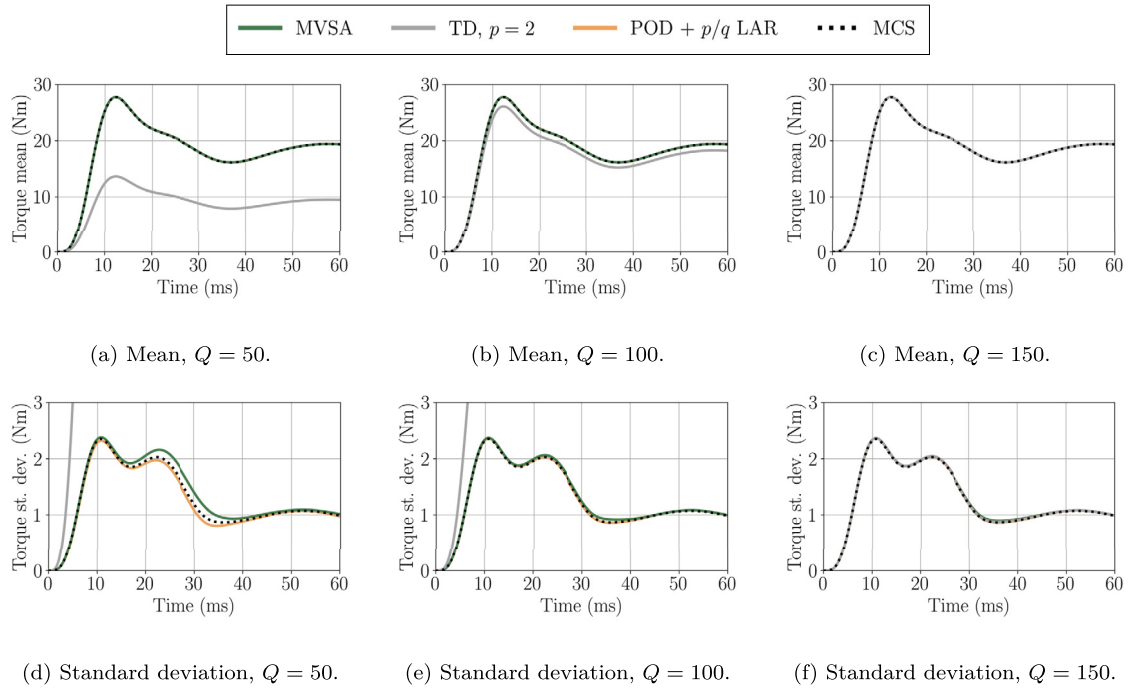 MVSA TD, p = 2 POD + p/q LAR MCS
Torque mean (Nm)
30
20
10
0
0 10 20 30 40 50 60
Time (ms)
(a) Mean, Q = 50.
Torque mean (Nm)
30
20
10
0
0 10 20 30 40 50 60
Time (ms)
(b) Mean, Q = 100.
Torque mean (Nm)
30
20
10
0
0 10 20 30 40 50 60
Time (ms)
(c) Mean, Q = 150.
Torque st. dev. (Nm)
3
2
1
0
0 10 20 30 40 50 60
Time (ms)
(d) Standard deviation, Q = 50.
Torque st. dev. (Nm)
3
2
1
0
0 10 20 30 40 50 60
Time (ms)
(e) Standard deviation, Q = 100.
Torque st. dev. (Nm)
3
2
1
0
0 10 20 30 40 50 60
Time (ms)
(f) Standard deviation, Q = 150.